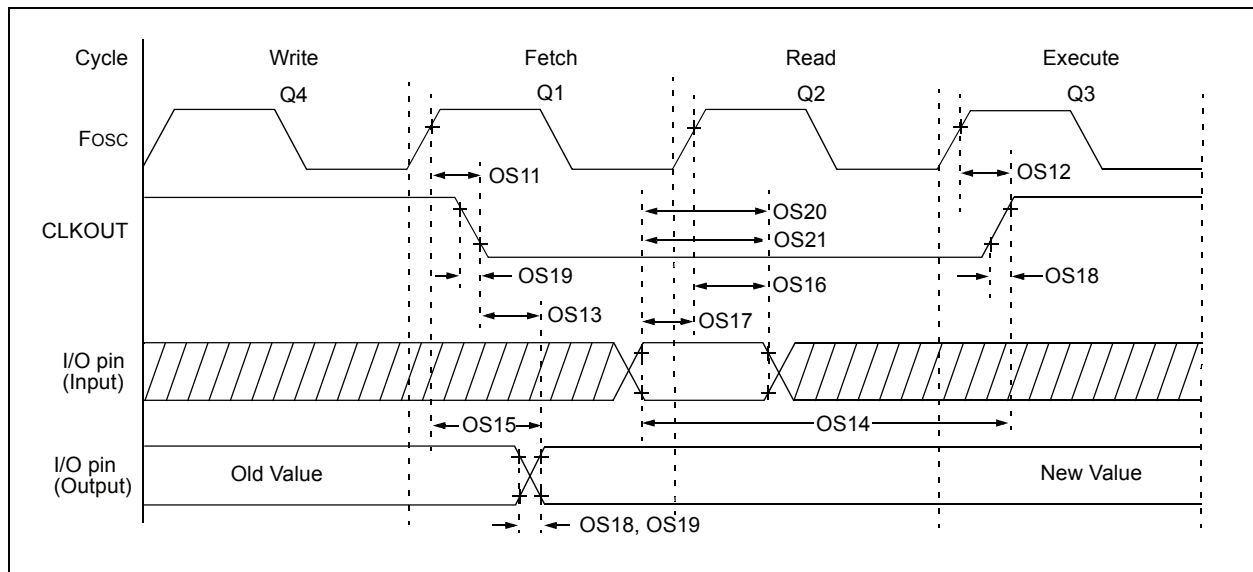 Cycle Write Fetch Read Execute
Q4 Q1 Q2 Q3
FOSC
OS11 OS12
OS20
CLKOUT
OS21
OS19 OS16 OS18
OS13 OS17
I/O pin
(Input)
OS15 OS14
I/O pin
(Output)
Old Value New Value
OS18, OS19